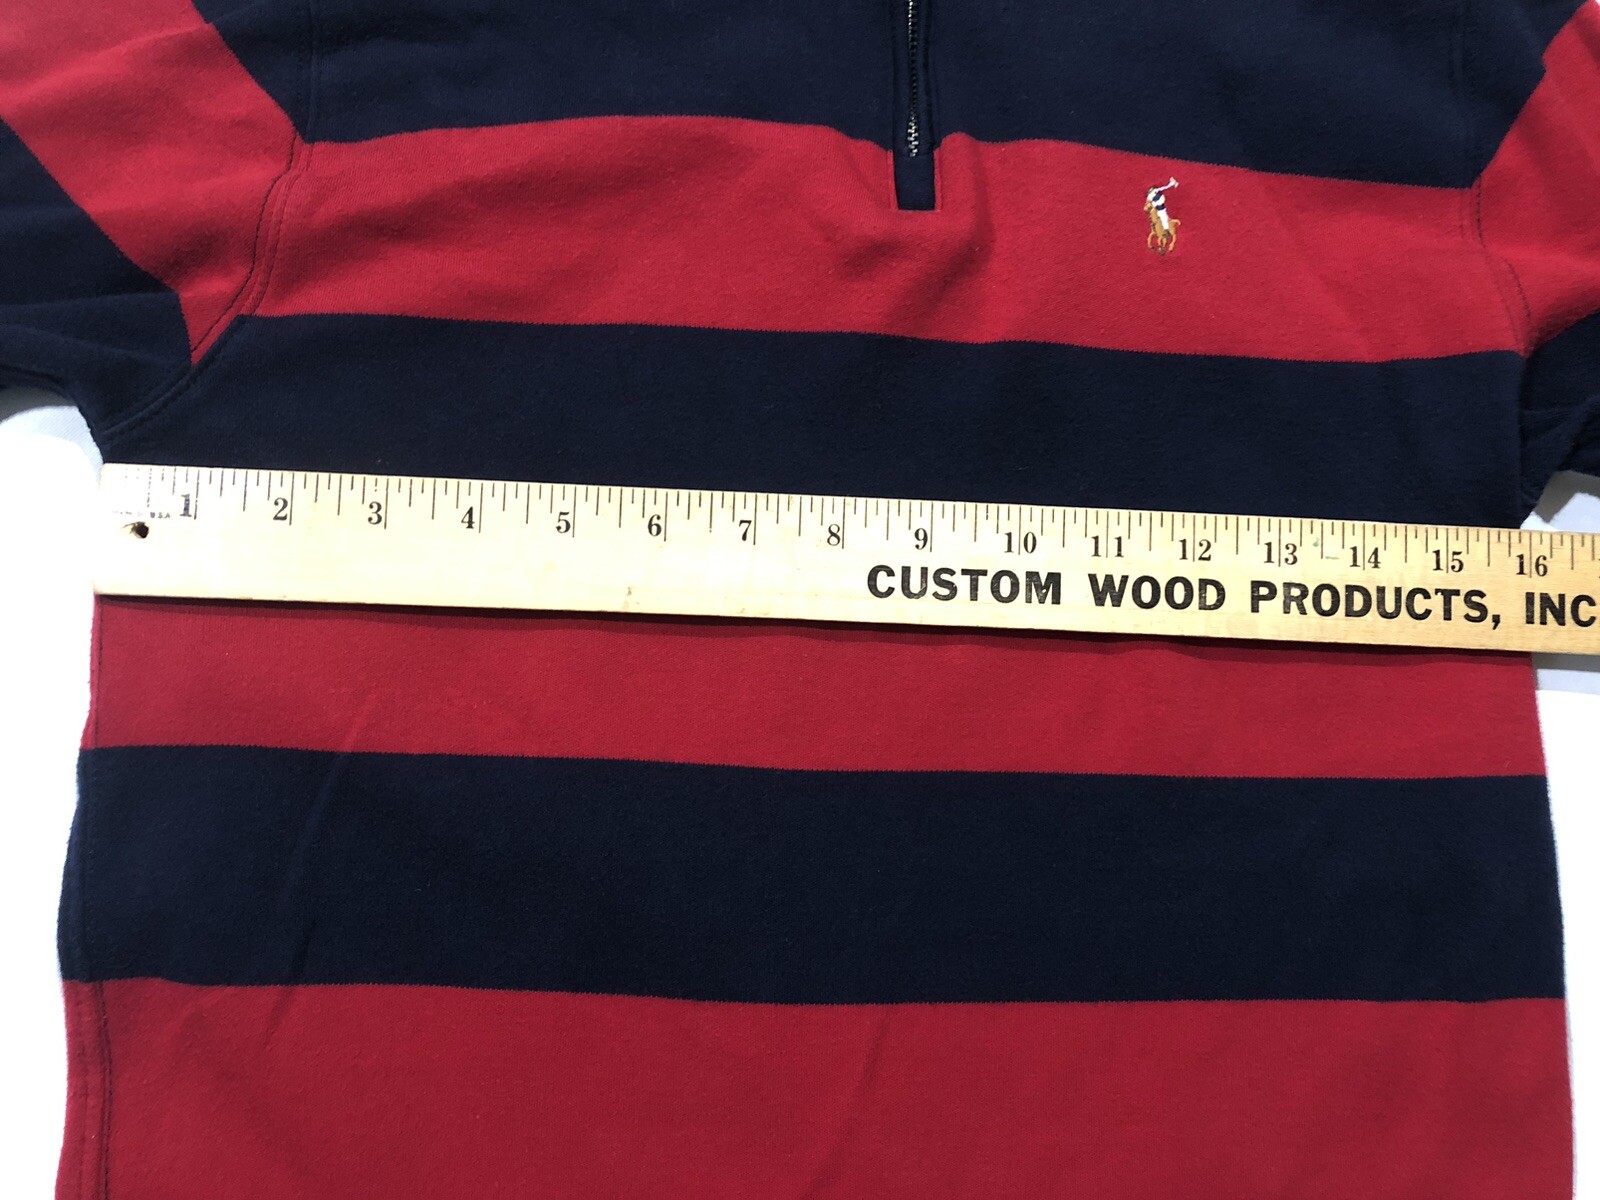 1 2 3 4 5 6 7 8 9 10 11 12 13 14 15 16
CUSTOM WOOD PRODUCTS, INC